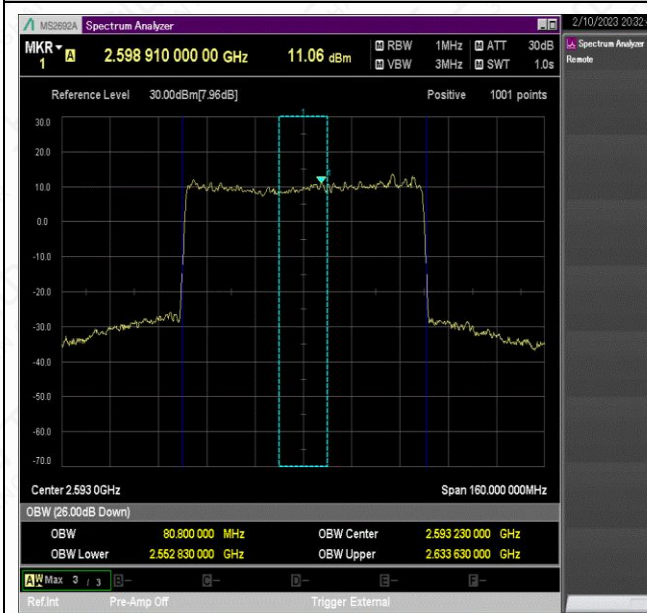 MS2692A Spectrum Analyzer
2/10/2023 2032
MKR 1 A 2.598 910 000 00 GHz 11.06 dBm RBW 1MHz ATT 30dB
VBW 3MHz SWT 1.0s
Spectrum Analyzer
Remote
Reference Level 30.00dBm[7.96dB] Positive 1001 points
30.0
20.0
10.0
0.0
-10.0
-20.0
-30.0
-40.0
-50.0
-60.0
-70.0
Center 2.593 0GHz Span 160.000 000MHz
OBW (26.00dB Down)
OBW 80.800 000 MHz OBW Center 2.593 230 000 GHz
OBW Lower 2.552 830 000 GHz OBW Upper 2.633 630 000 GHz
A W Max 3 / 3 B- C- D- E- F-
Ref.Int Pre-Amp Off Trigger External